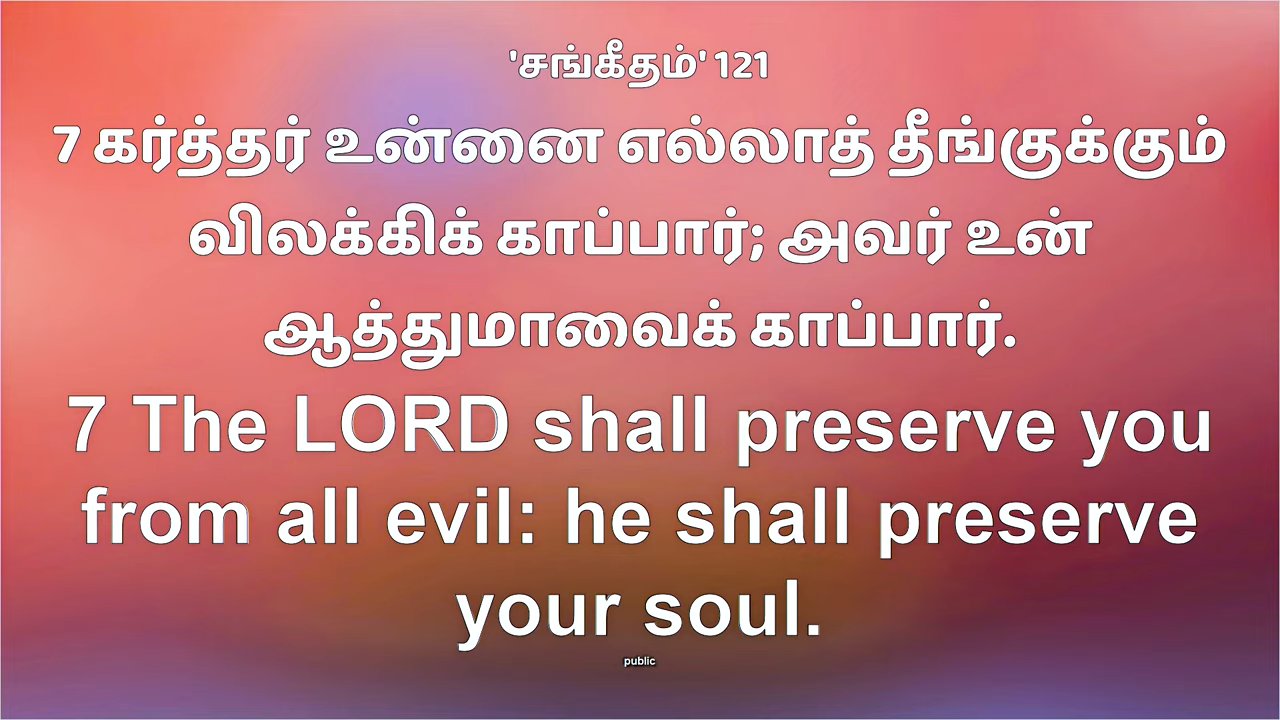 'சங்கீதம்' 121
7 கர்த்தர் உன்னை எல்லாத் தீங்குக்கும்
விலக்கிக் காப்பார்; அவர் உன்
ஆத்துமாவைக் காப்பார்.
7 The LORD shall preserve you
from all evil: he shall preserve
your soul.
public